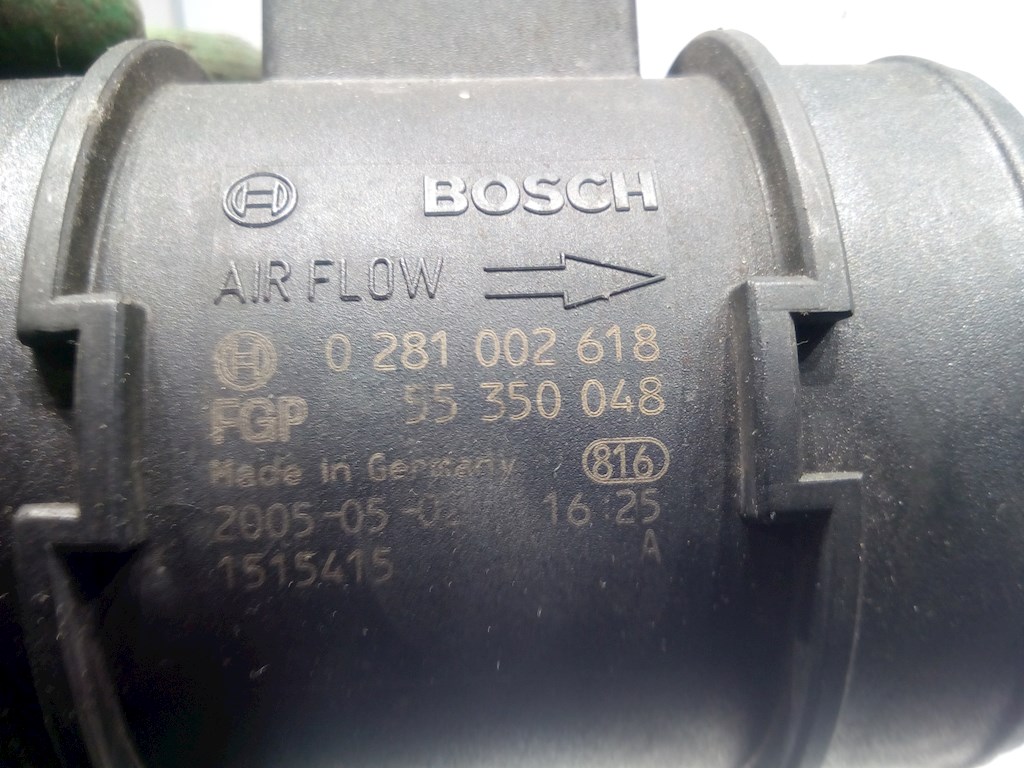 BOSCH
AIR FLOW
0 281 002 618
FGP 55 350 048
Made in Germany 816
2005-05-02 16 25
1515415 A